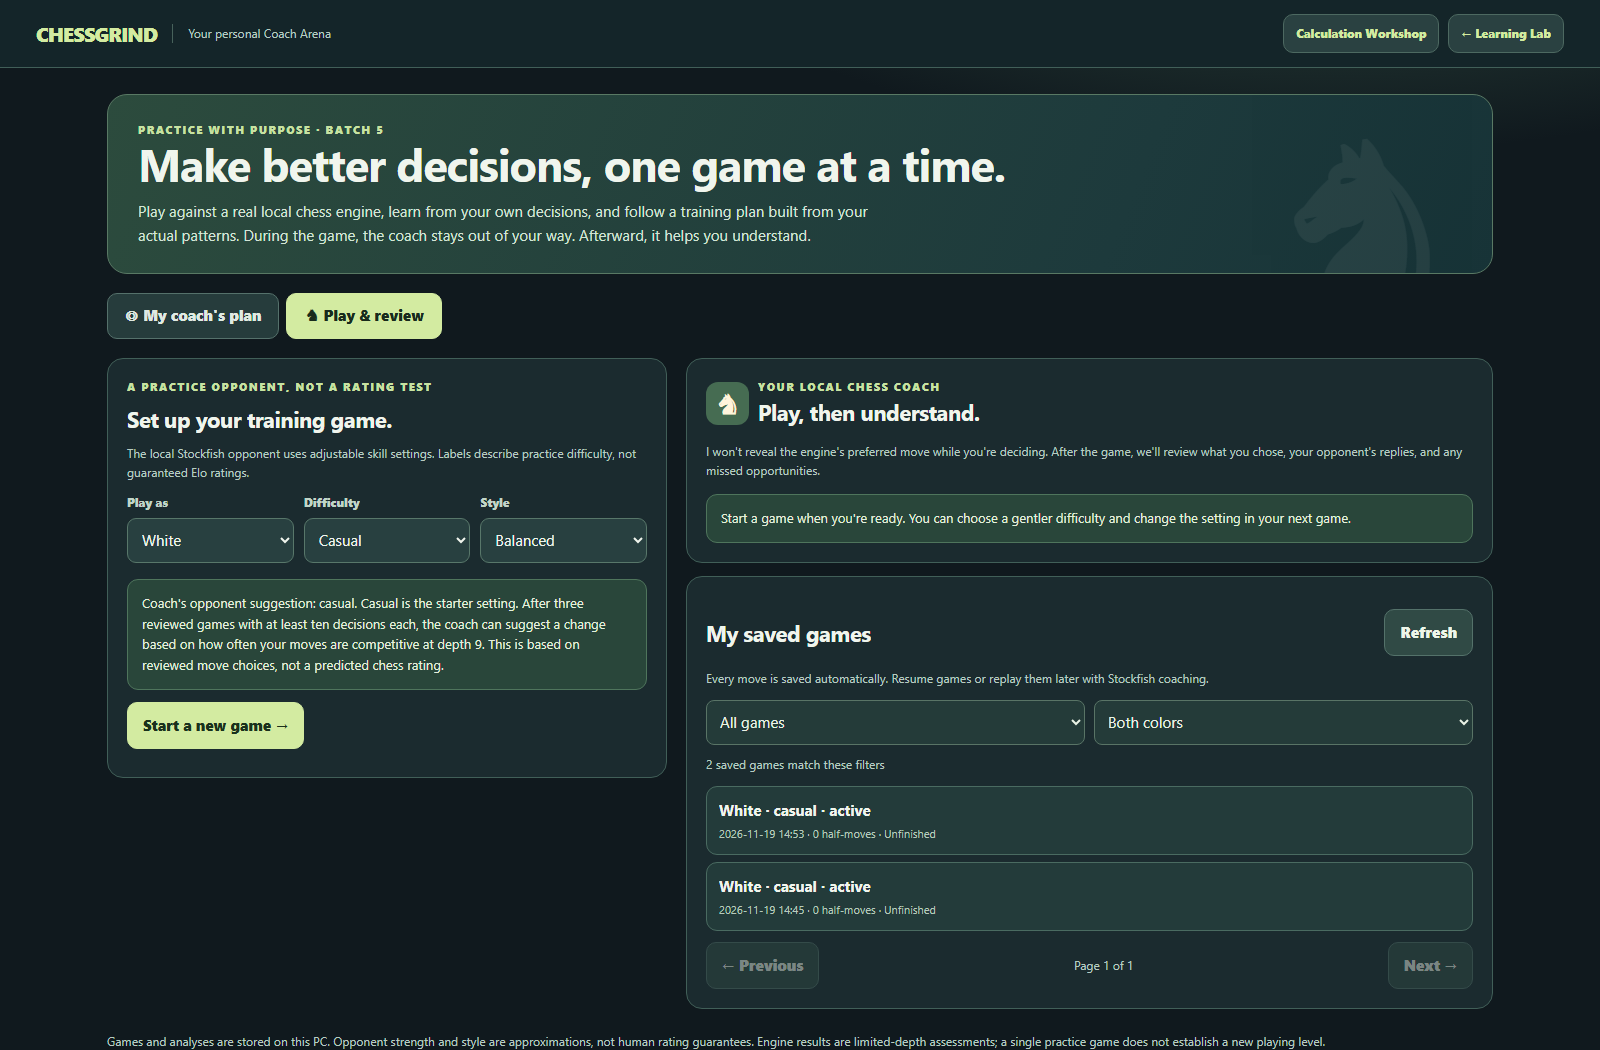 CHESSGRIND
Your personal Coach Arena
Calculation Workshop
← Learning Lab
PRACTICE WITH PURPOSE · BATCH 5
Make better decisions, one game at a time.
Play against a real local chess engine, learn from your own decisions, and follow a training plan built from your
actual patterns. During the game, the coach stays out of your way. Afterward, it helps you understand.
My coach's plan
♞ Play & review
A PRACTICE OPPONENT, NOT A RATING TEST
Set up your training game.
The local Stockfish opponent uses adjustable skill settings. Labels describe practice difficulty, not
guaranteed Elo ratings.
Play as
Difficulty
Style
White
Casual
Balanced
Coach's opponent suggestion: casual. Casual is the starter setting. After three
reviewed games with at least ten decisions each, the coach can suggest a change
based on how often your moves are competitive at depth 9. This is based on
reviewed move choices, not a predicted chess rating.
Start a new game →
YOUR LOCAL CHESS COACH
Play, then understand.
I won't reveal the engine's preferred move while you're deciding. After the game, we'll review what you chose, your opponent's replies, and any
missed opportunities.
Start a game when you're ready. You can choose a gentler difficulty and change the setting in your next game.
My saved games
Refresh
Every move is saved automatically. Resume games or replay them later with Stockfish coaching.
All games
Both colors
2 saved games match these filters
White · casual · active
2026-11-19 14:53 · 0 half-moves · Unfinished
White · casual · active
2026-11-19 14:45 · 0 half-moves · Unfinished
← Previous
Page 1 of 1
Next →
Games and analyses are stored on this PC. Opponent strength and style are approximations, not human rating guarantees. Engine results are limited-depth assessments; a single practice game does not establish a new playing level.